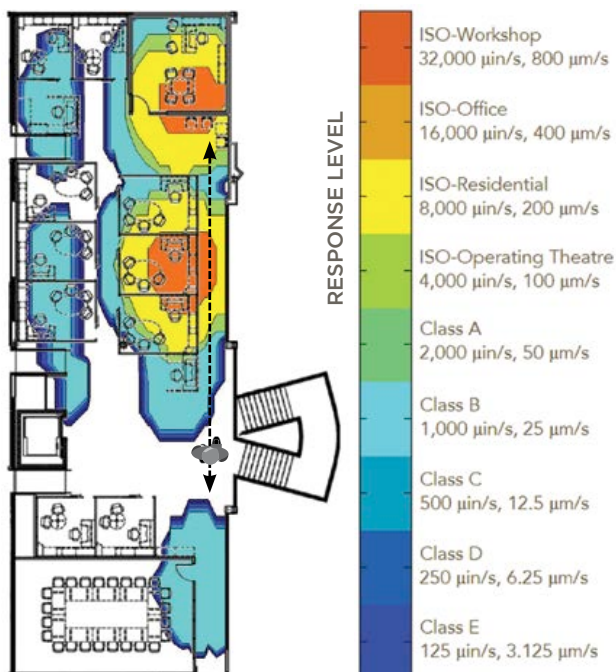 RESPONSE LEVEL
ISO-Workshop
32,000 μin/s, 800 μm/s
ISO-Office
16,000 μin/s, 400 μm/s
ISO-Residential
8,000 μin/s, 200 μm/s
ISO-Operating Theatre
4,000 μin/s, 100 μm/s
Class A
2,000 μin/s, 50 μm/s
Class B
1,000 μin/s, 25 μm/s
Class C
500 μin/s, 12.5 μm/s
Class D
250 μin/s, 6.25 μm/s
Class E
125 μin/s, 3.125 μm/s